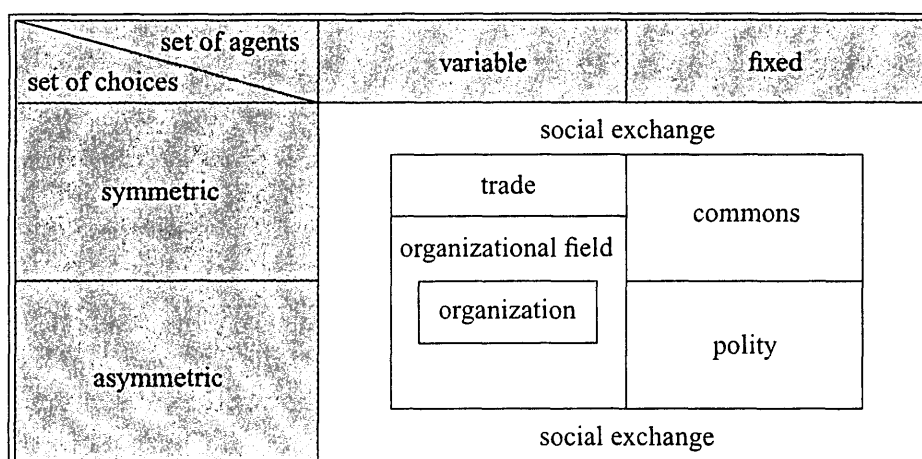 set of agents
set of choices
variable
fixed
social exchange
symmetric
trade
commons
organizational field
organization
asymmetric
polity
social exchange